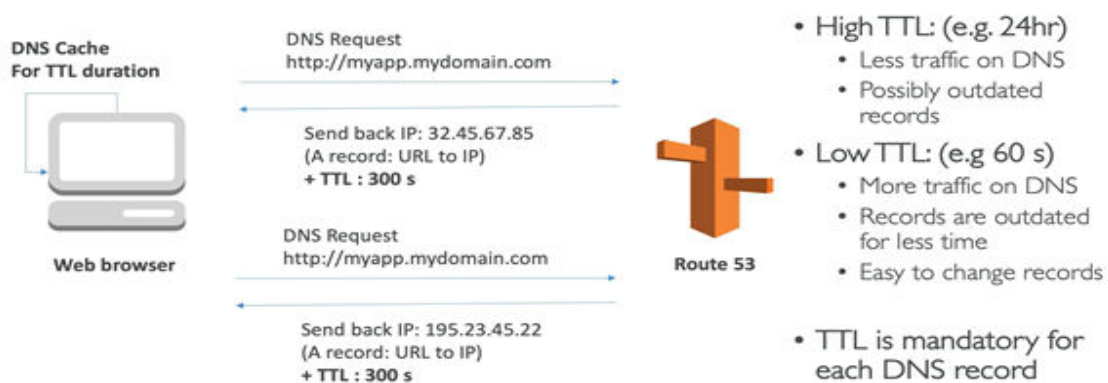 DNS Cache
For TTL duration
Web browser
DNS Request
http://myapp.mydomain.com
Send back IP: 32.45.67.85
(A record: URL to IP)
+ TTL : 300 s
DNS Request
http://myapp.mydomain.com
Send back IP: 195.23.45.22
(A record: URL to IP)
+ TTL : 300 s
Route 53
• High TTL: (e.g. 24hr)
• Less traffic on DNS
• Possibly outdated
records
• Low TTL: (e.g 60 s)
• More traffic on DNS
• Records are outdated
for less time
• Easy to change records
• TTL is mandatory for
each DNS record